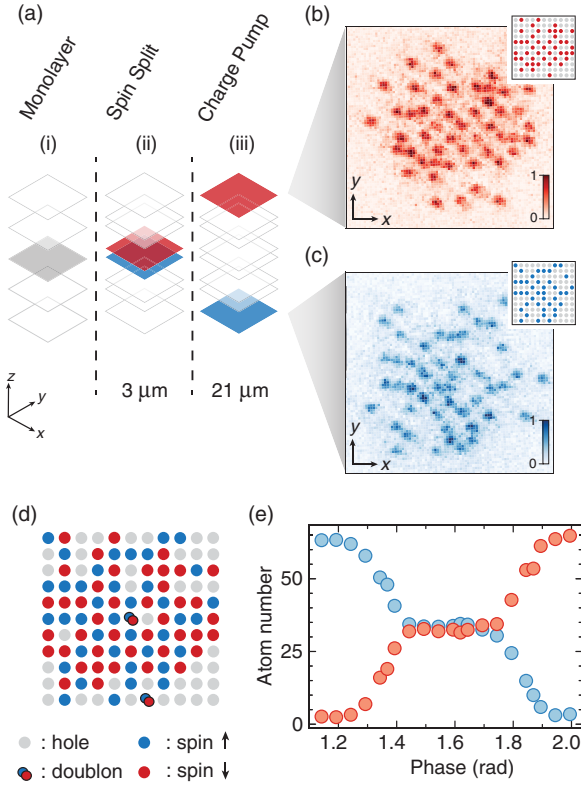 (a)
Monolayer
Spin Split
Charge Pump
(i)
(ii)
(iii)
z
y
x
3 μm
21 μm
(b)
y
x
1
0
(c)
y
x
1
0
(d)
: hole
: spin ↑
: doublon
: spin ↓
(e)
Atom number
50
25
0
1.2
1.4
1.6
1.8
2.0
Phase (rad)